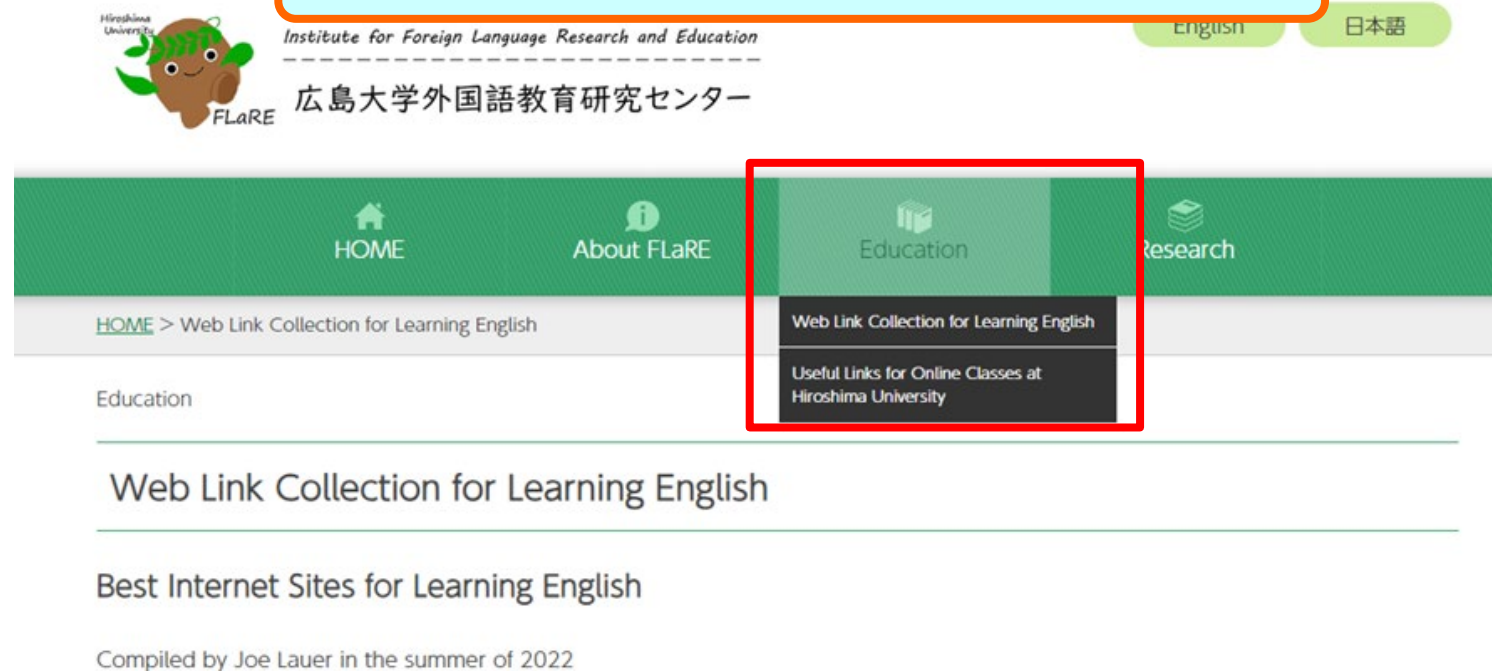 Hiroshima
University
FLaRE
Institute for Foreign Language Research and Education
広島大学外国語教育研究センター
English
日本語
HOME
About FLaRE
Education
Research
HOME > Web Link Collection for Learning English
Web Link Collection for Learning English
Useful Links for Online Classes at
Hiroshima University
Education
Web Link Collection for Learning English
Best Internet Sites for Learning English
Compiled by Joe Lauer in the summer of 2022